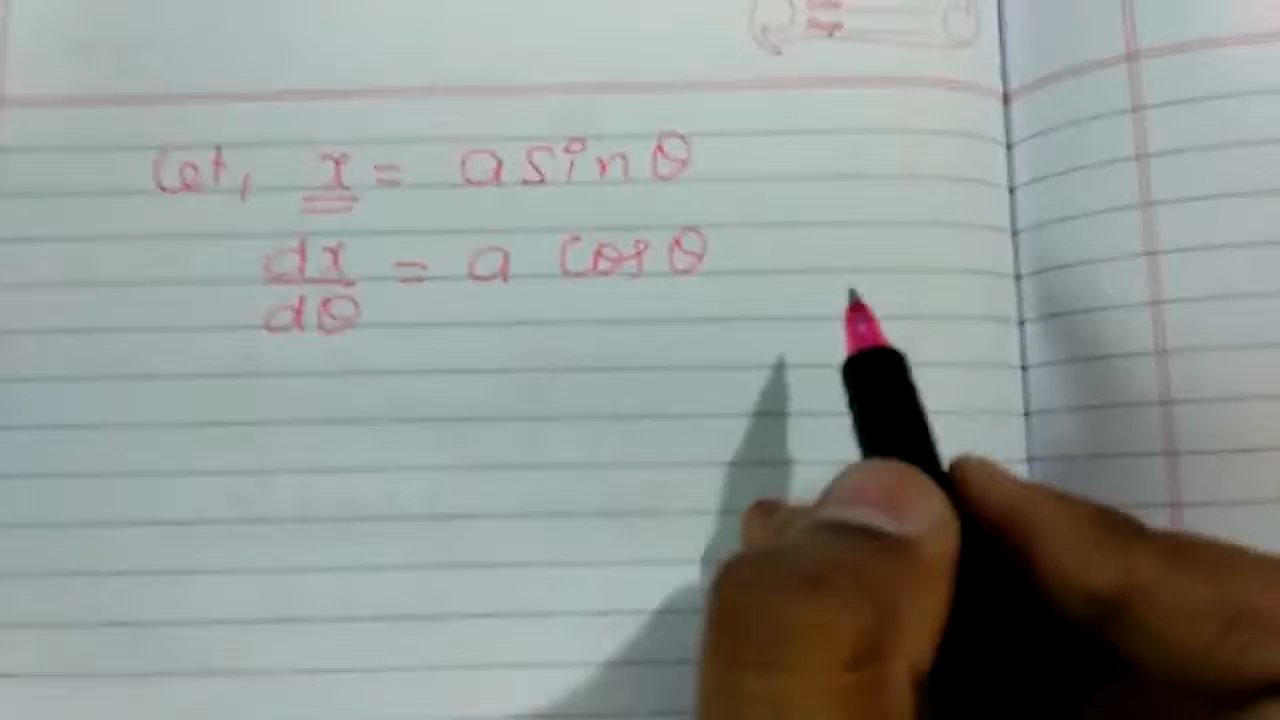 Let, x = a sin θ
dx/dθ = a cos θ